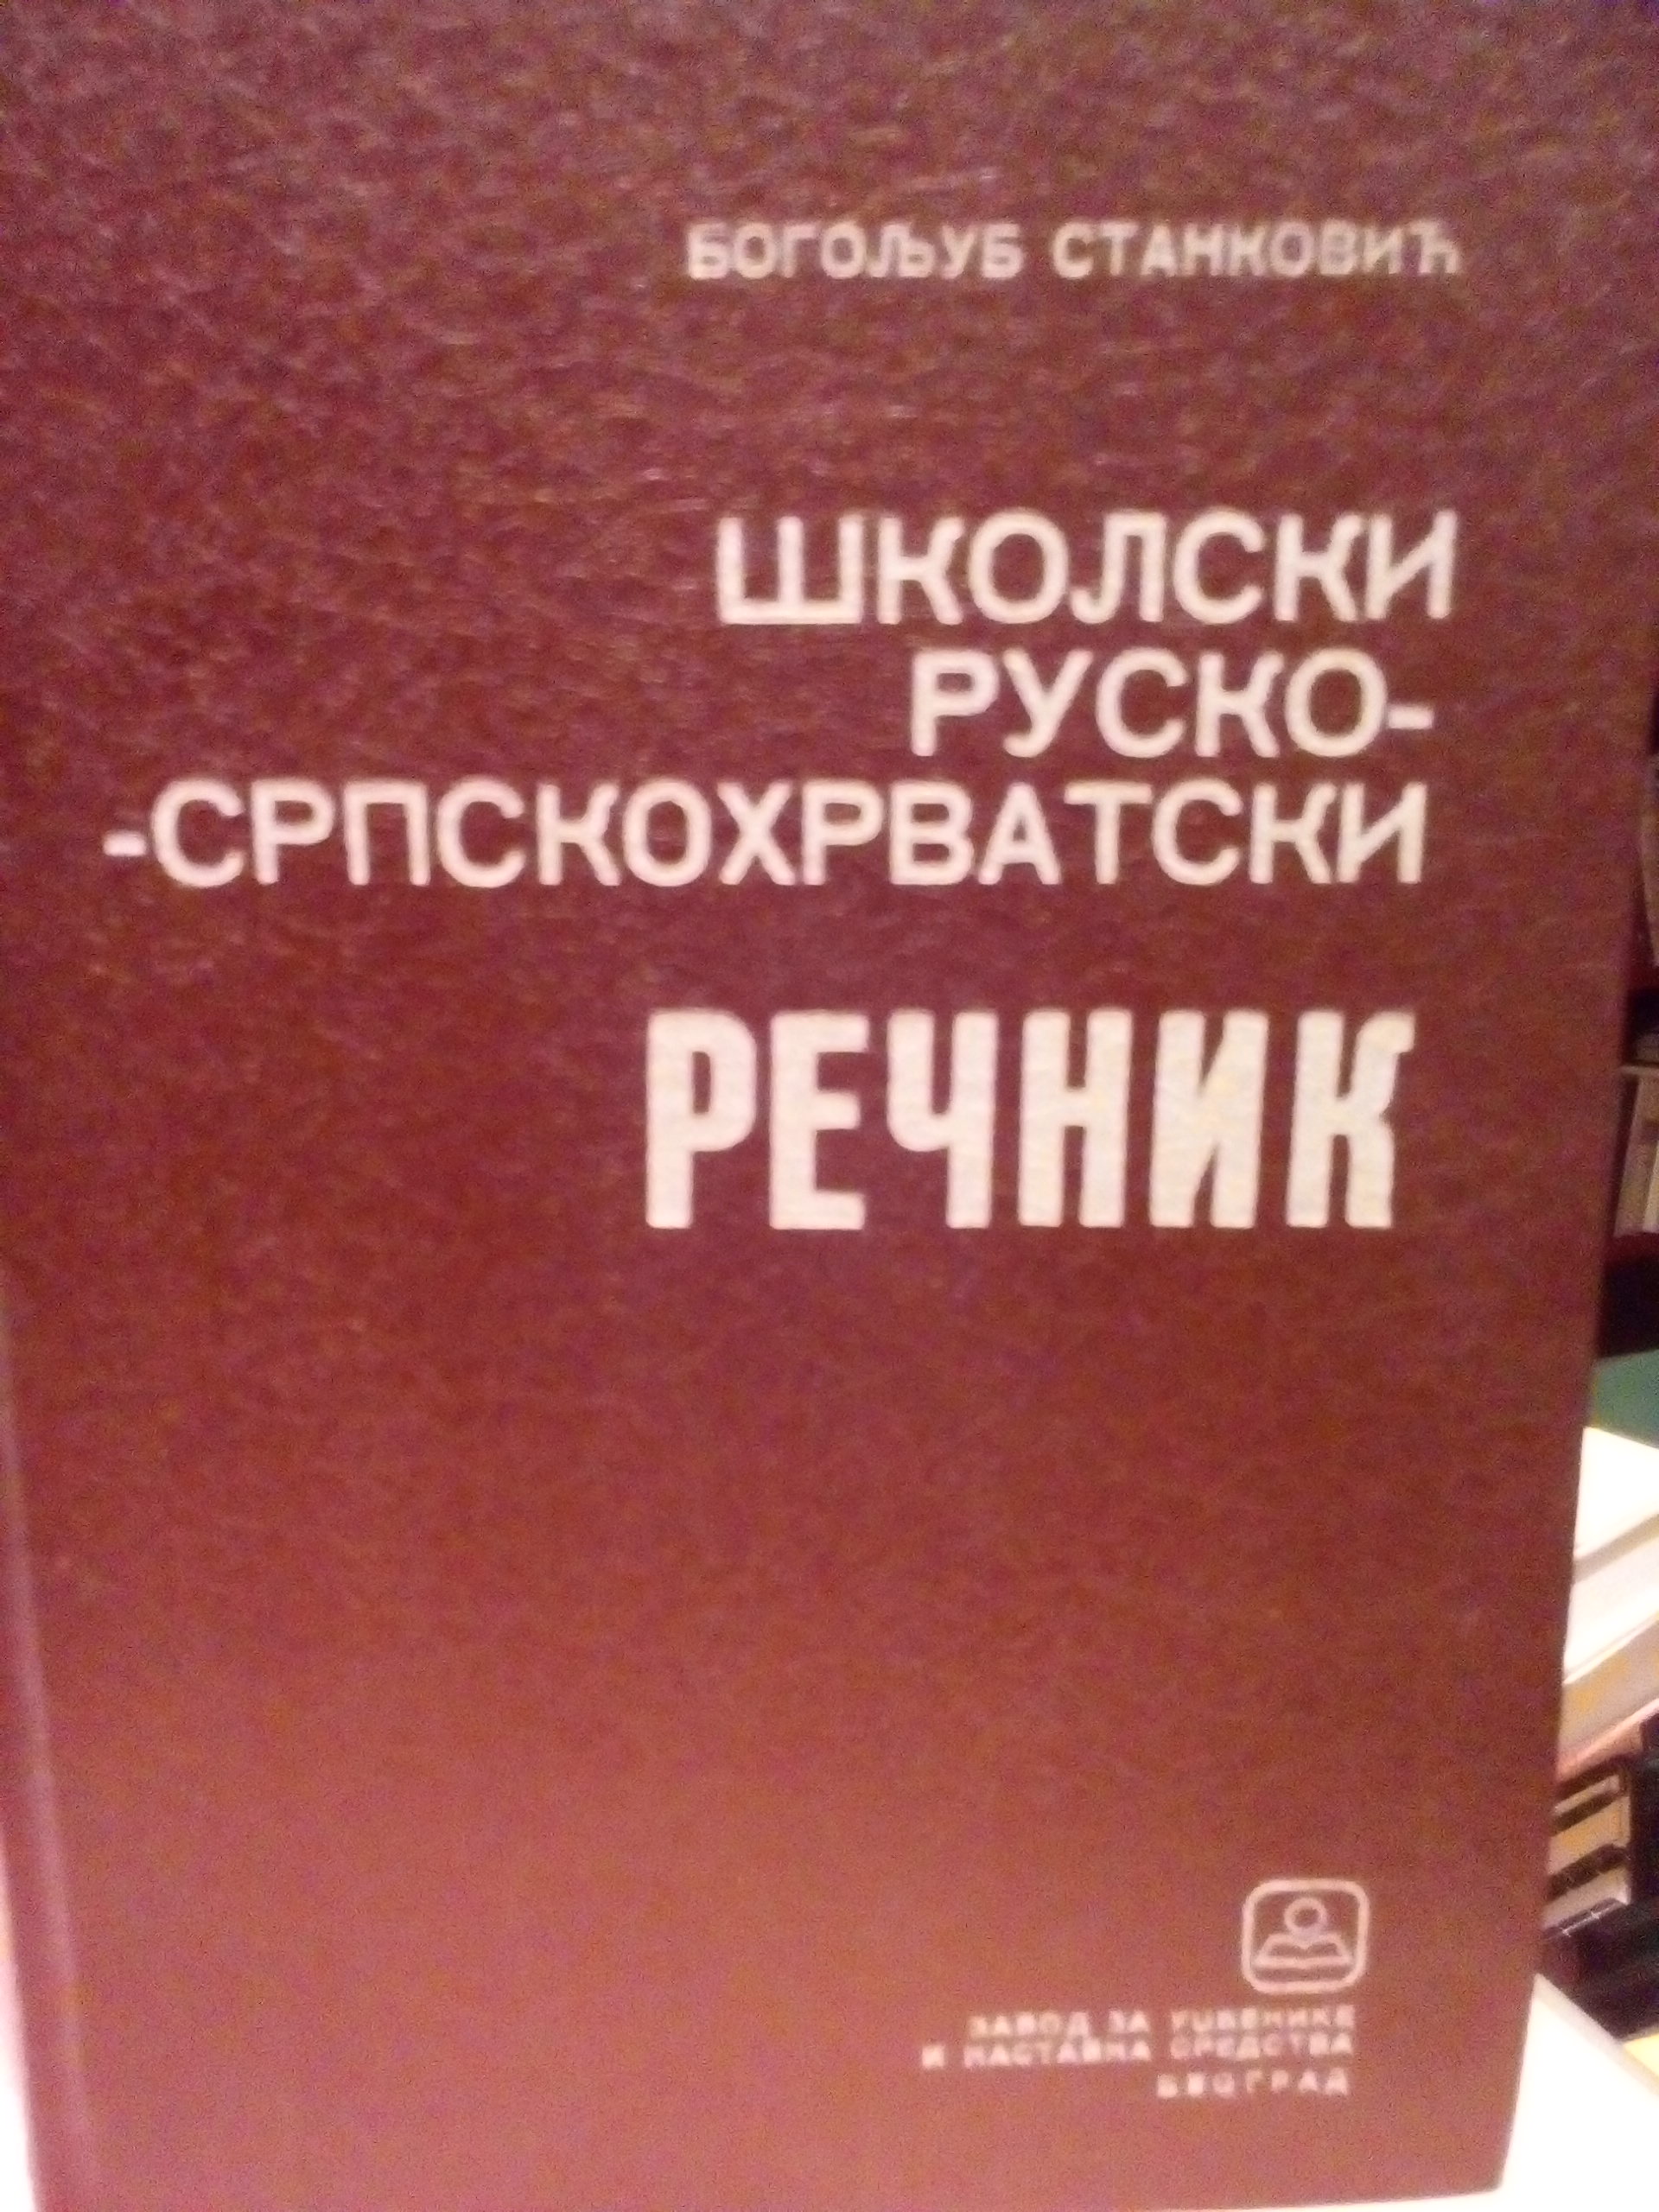 БОГОЉУБ СТАНКОВИЋ
ШКОЛСКИ
РУСКО-
-СРПСКОХРВАТСКИ
РЕЧНИК
ЗАВОД ЗА УЏБЕНИКЕ
И НАСТАВНА СРЕДСТВА
БЕОГРАД